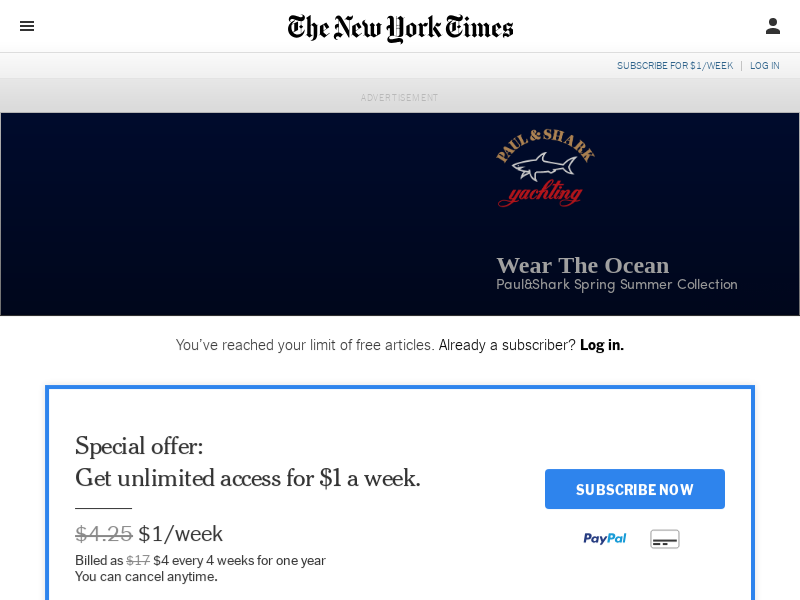 The New York Times
SUBSCRIBE FOR $1/WEEK | LOG IN
ADVERTISEMENT
PAUL & SHARK
yachting
Wear The Ocean
Paul&Shark Spring Summer Collection
You've reached your limit of free articles. Already a subscriber? Log in.
Special offer:
Get unlimited access for $1 a week.
SUBSCRIBE NOW
$4.25 $1/week
PayPal
Billed as $17 $4 every 4 weeks for one year
You can cancel anytime.